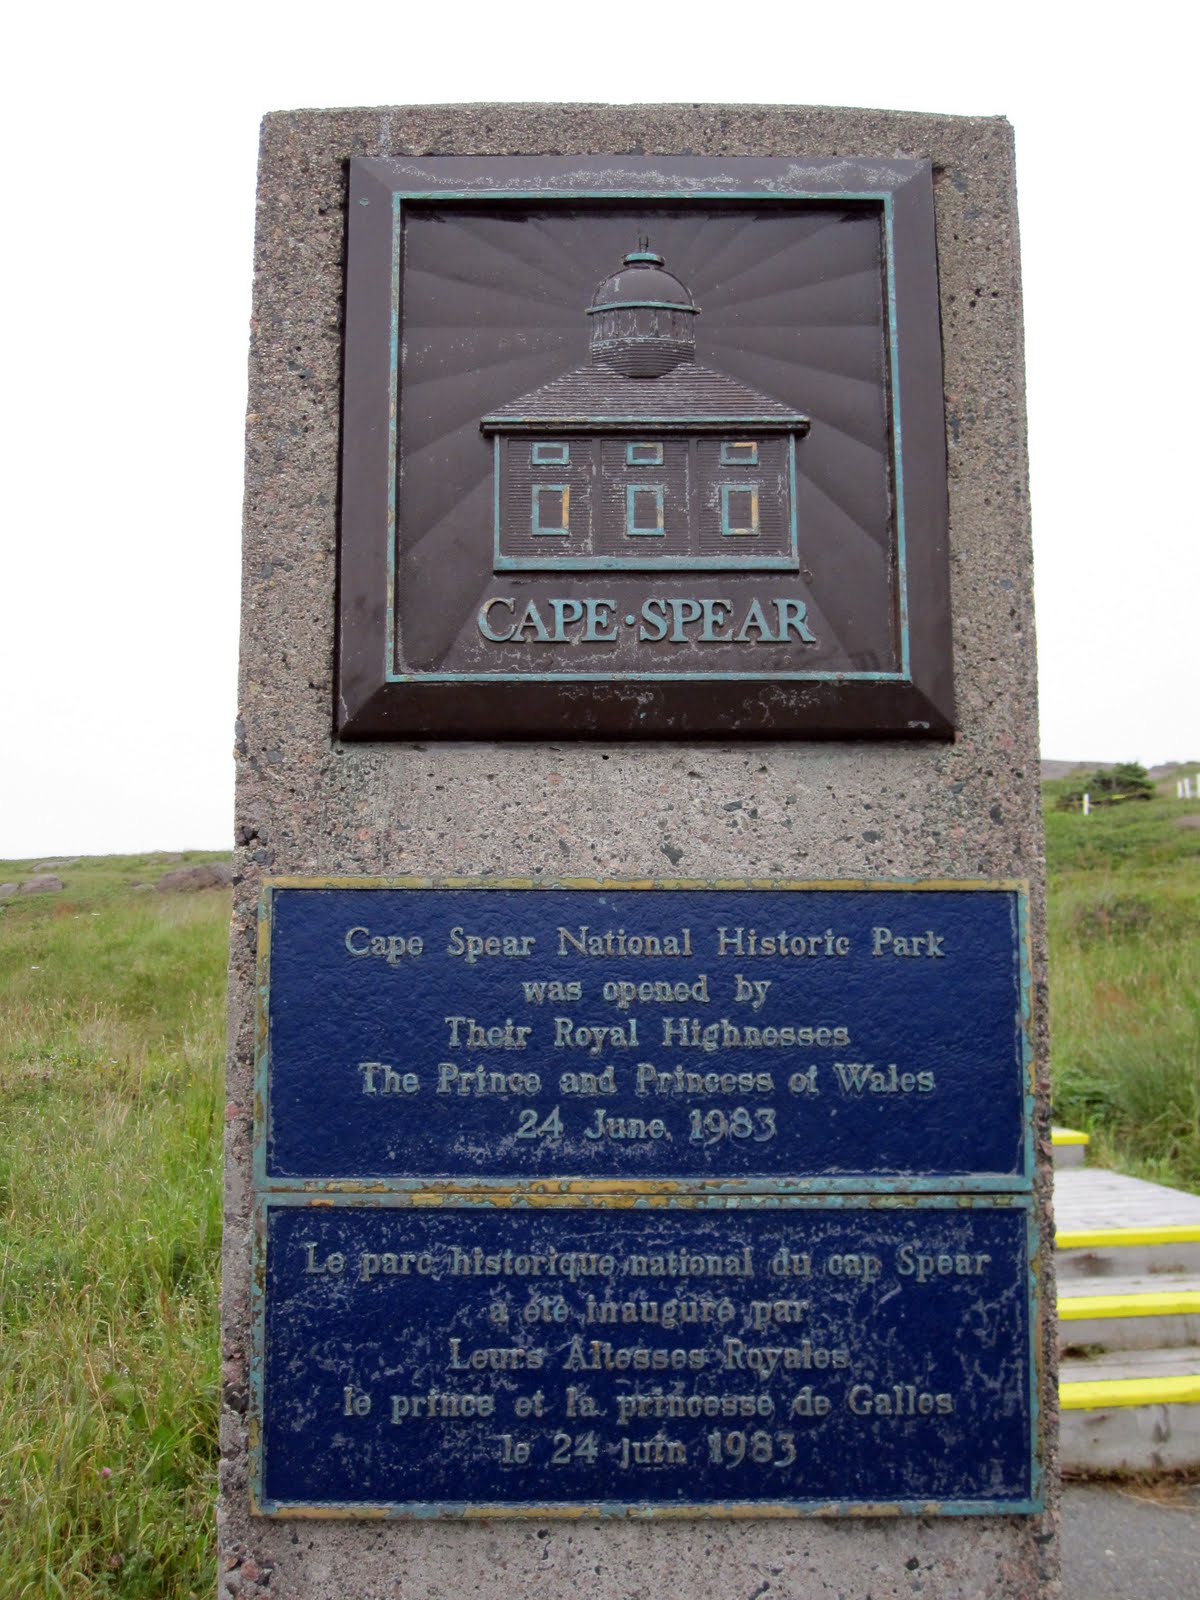 CAPE·SPEAR
Cape Spear National Historic Park
was opened by
Their Royal Highnesses
The Prince and Princess of Wales
24 June, 1983
Le parc historique national du cap Spear
a été inauguré par
Leurs Altesses Royales
le prince et la princesse de Galles
le 24 juin 1983